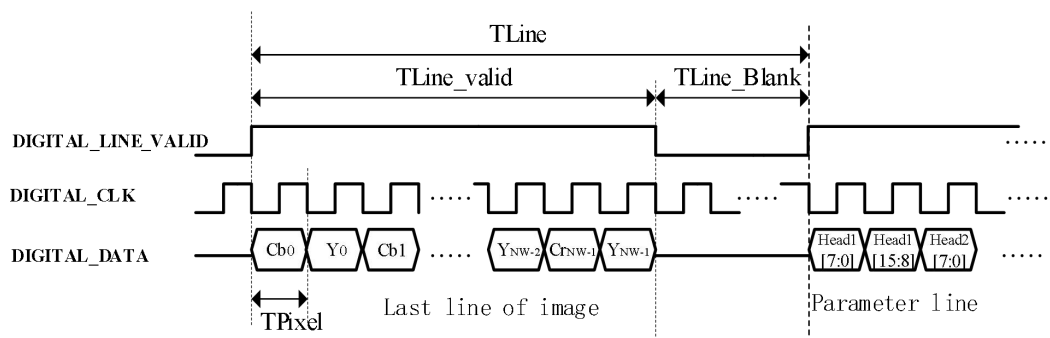 TLine
TLine_valid TLine_Blank
DIGITAL_LINE_VALID ·····
DIGITAL_CLK ····· ····· ·····
DIGITAL_DATA Cb0 Y0 Cb1 ····· YNW-2 CrNW-1 YNW-1 Head1 [7:0] Head1 [15:8] Head2 [7:0] ·····
TPixel Last line of image Parameter line